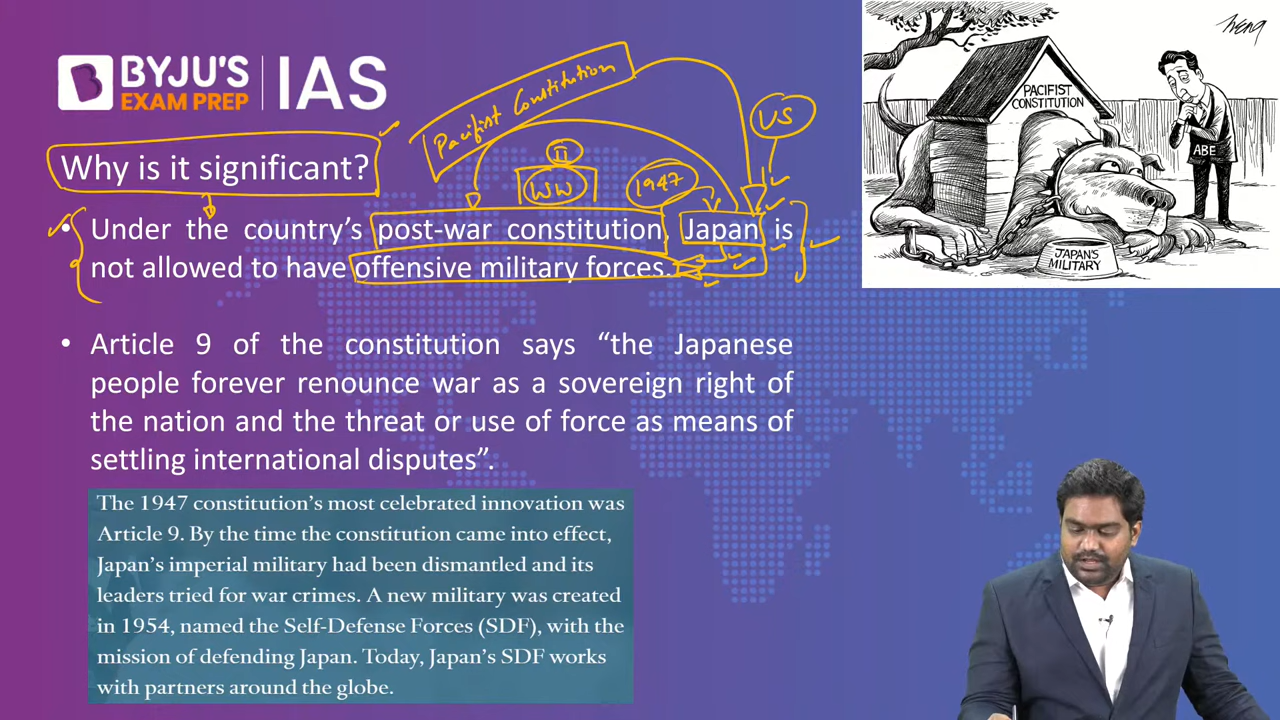 BYJU'S
EXAM PREP
IAS
Pacifist Constitution
US
II
WW
1947
Why is it significant?
• Under the country's post-war constitution, Japan is
not allowed to have offensive military forces.
• Article 9 of the constitution says “the Japanese
people forever renounce war as a sovereign right of
the nation and the threat or use of force as means of
settling international disputes”.
The 1947 constitution's most celebrated innovation was
Article 9. By the time the constitution came into effect,
Japan's imperial military had been dismantled and its
leaders tried for war crimes. A new military was created
in 1954, named the Self-Defense Forces (SDF), with the
mission of defending Japan. Today, Japan's SDF works
with partners around the globe.
PACIFIST
CONSTITUTION
ABE
JAPAN'S
MILITARY